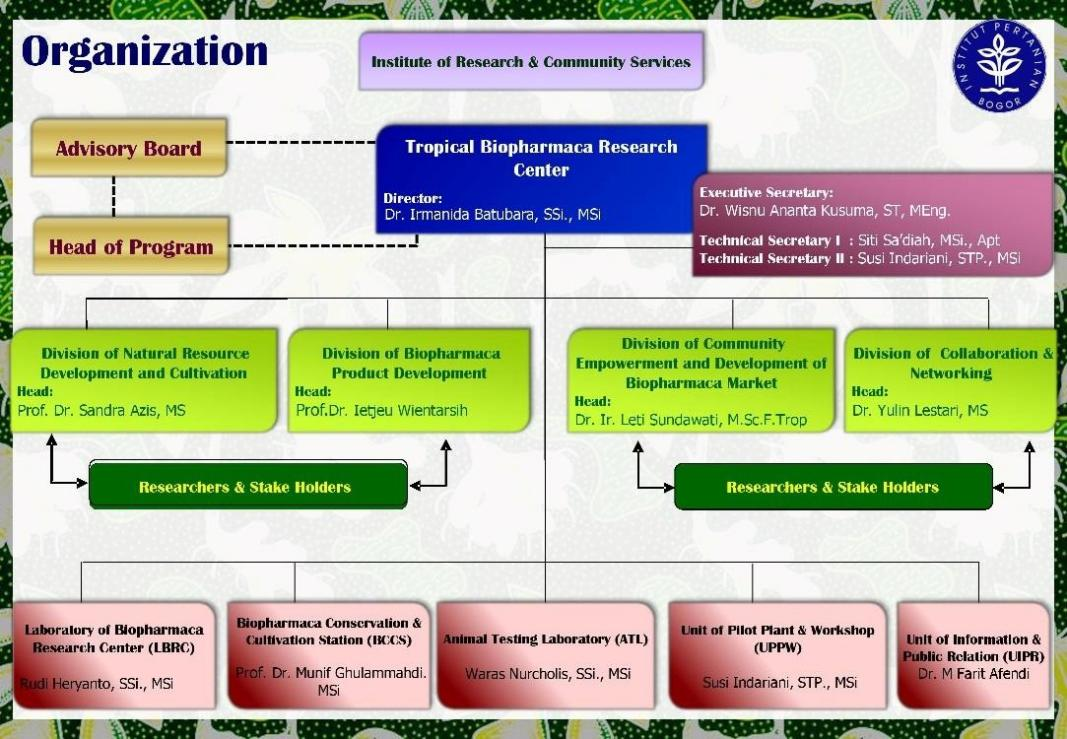 Organization
Institute of Research & Community Services
INSTITUT PERTANIAN
BOGOR
Advisory Board
Head of Program
Tropical Biopharmaca Research
Center
Director:
Dr. Irmanida Batubara, SSi., MSi
Executive Secretary:
Dr. Wisnu Ananta Kusuma, ST, MEng.
Technical Secretary I : Siti Sa'diah, MSi., Apt
Technical Secretary II : Susi Indariani, STP., MSi
Division of Natural Resource
Development and Cultivation
Head:
Prof. Dr. Sandra Azis, MS
Division of Biopharmaca
Product Development
Head:
Prof.Dr. Ietjeu Wientarsih
Division of Community
Empowerment and Development of
Biopharmaca Market
Head:
Dr. Ir. Leti Sundawati, M.Sc.F.Trop
Division of Collaboration &
Networking
Head:
Dr. Yulin Lestari, MS
Researchers & Stake Holders
Researchers & Stake Holders
Laboratory of Biopharmaca
Research Center (LBRC)
Rudi Heryanto, SSi., MSi
Biopharmaca Conservation &
Cultivation Station (BCCS)
Prof. Dr. Munif Ghulammahdi.
MSi
Animal Testing Laboratory (ATL)
Waras Nurcholis, SSi., MSi
Unit of Pilot Plant & Workshop
(UPPW)
Susi Indariani, STP., MSi
Unit of Information &
Public Relation (UIPR)
Dr. M Farit Afendi